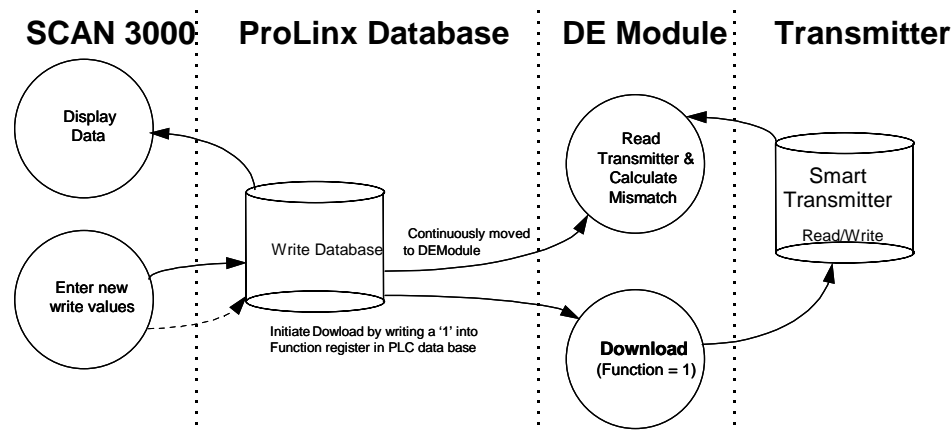 SCAN 3000
ProLinx Database
DE Module
Transmitter
Display
Data
Read
Transmitter &
Calculate
Mismatch
Smart
Transmitter
Read/Write
Write Database
Continuously moved
to DEModule
Enter new
write values
Initiate Dowload by writing a ‘1’ into
Function register in PLC data base
Download
(Function = 1)